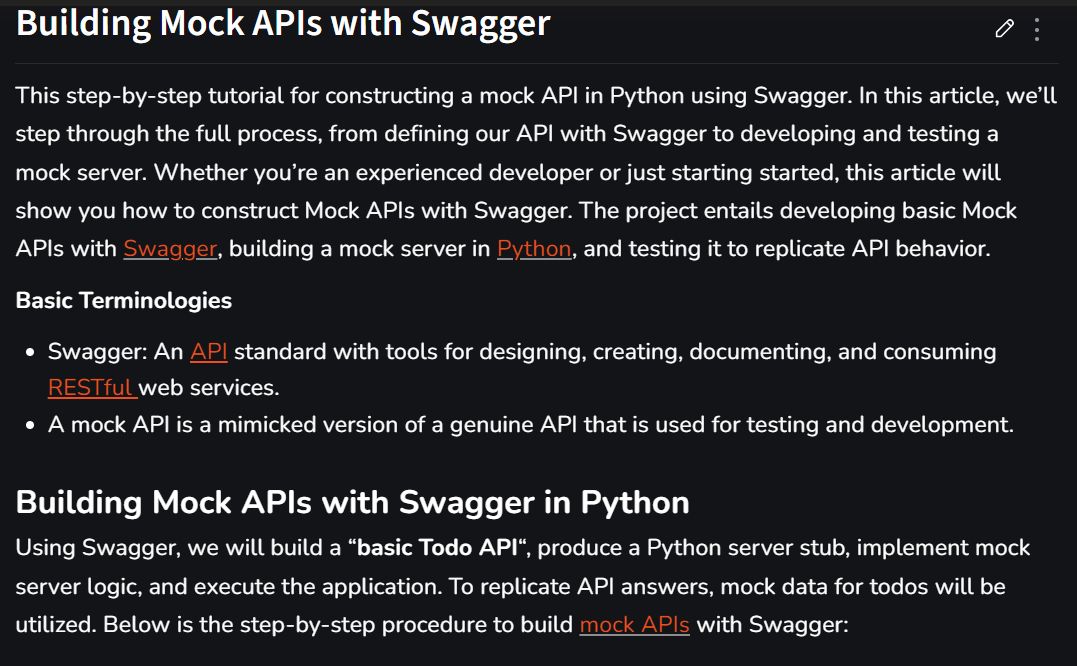 Building Mock APIs with Swagger
This step-by-step tutorial for constructing a mock API in Python using Swagger. In this article, we’ll
step through the full process, from defining our API with Swagger to developing and testing a
mock server. Whether you’re an experienced developer or just starting started, this article will
show you how to construct Mock APIs with Swagger. The project entails developing basic Mock
APIs with Swagger, building a mock server in Python, and testing it to replicate API behavior.
Basic Terminologies
• Swagger: An API standard with tools for designing, creating, documenting, and consuming
RESTful web services.
• A mock API is a mimicked version of a genuine API that is used for testing and development.
Building Mock APIs with Swagger in Python
Using Swagger, we will build a “basic Todo API“, produce a Python server stub, implement mock
server logic, and execute the application. To replicate API answers, mock data for todos will be
utilized. Below is the step-by-step procedure to build mock APIs with Swagger: